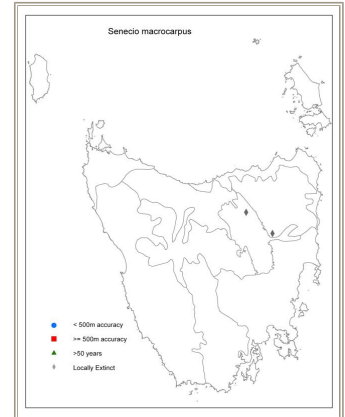 Senecio macrocarpus
< 500m accuracy
>= 500m accuracy
>50 years
Locally Extinct